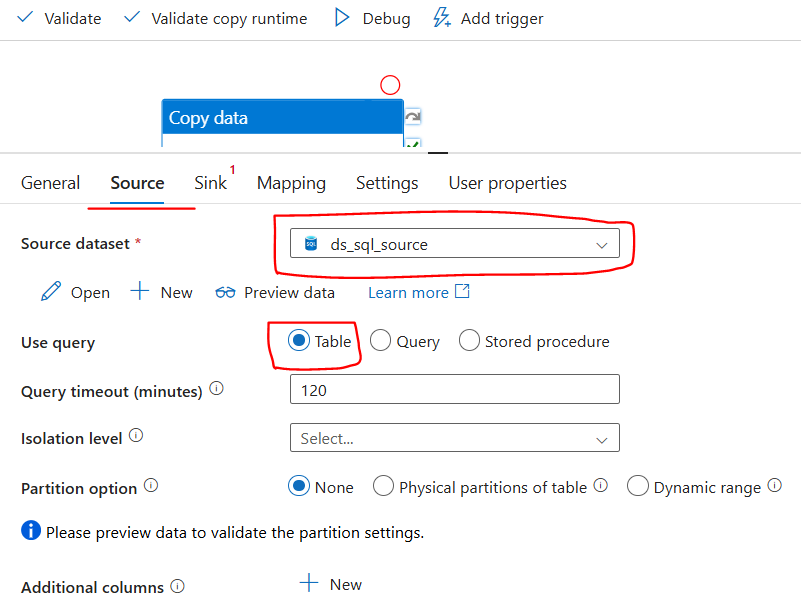 Validate Validate copy runtime Debug Add trigger
Copy data
General Source Sink 1 Mapping Settings User properties
Source dataset * SQL ds_sql_source
Open New Preview data Learn more
Use query Table Query Stored procedure
Query timeout (minutes) 120
Isolation level Select...
Partition option None Physical partitions of table Dynamic range
Please preview data to validate the partition settings.
Additional columns New